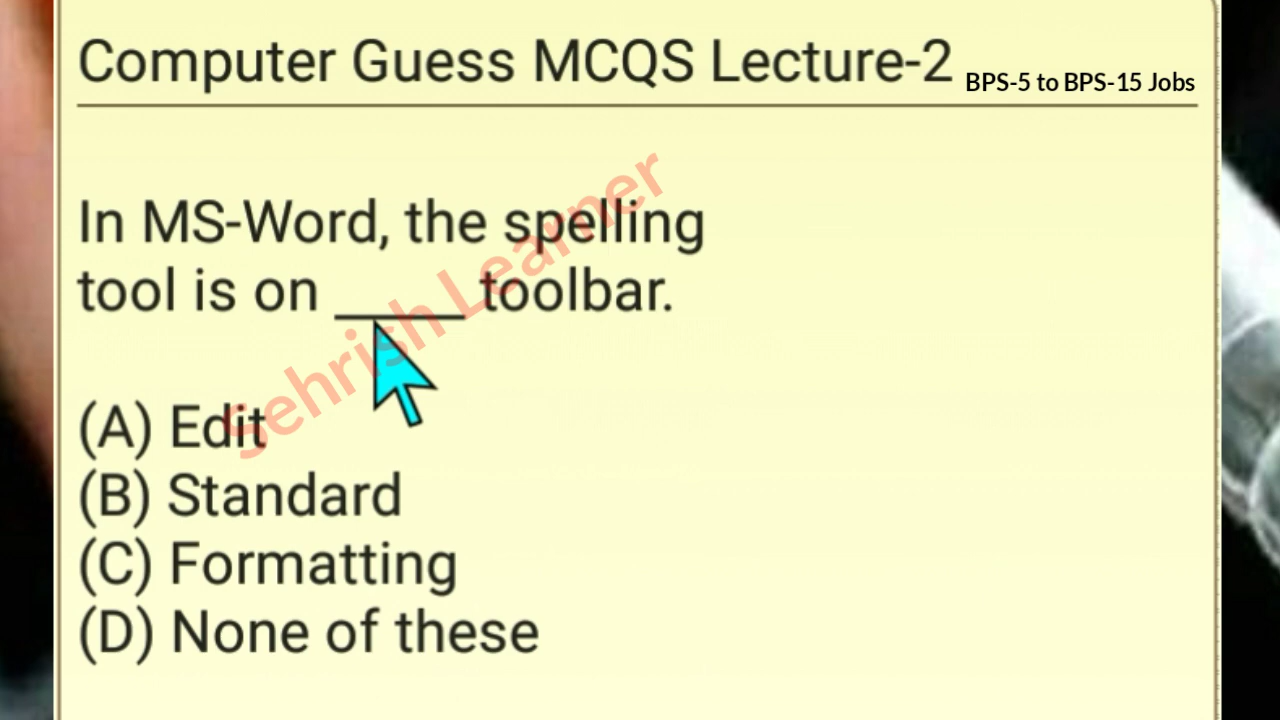 Computer Guess MCQS Lecture-2 BPS-5 to BPS-15 Jobs
In MS-Word, the spelling
tool is on _____ toolbar.
Sehrish Learner
(A) Edit
(B) Standard
(C) Formatting
(D) None of these